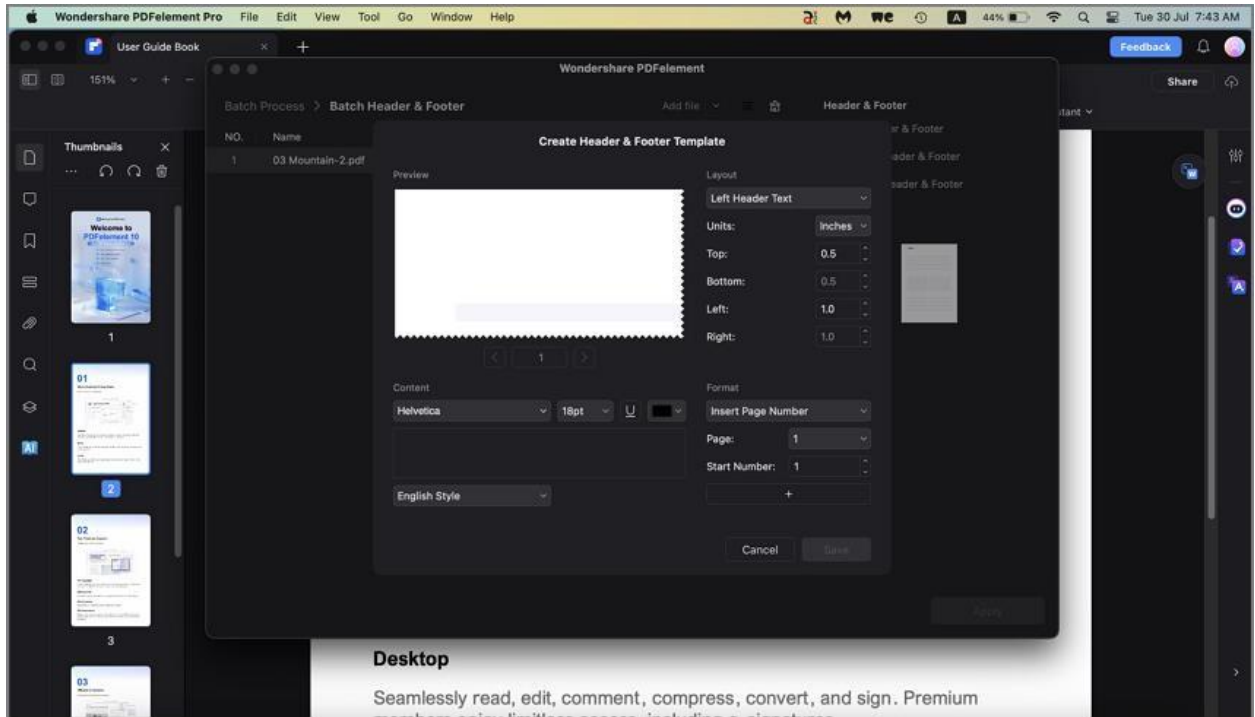 Wondershare PDFelement Pro File Edit View Tool Go Window Help 44% Tue 30 Jul 7:43 AM
User Guide Book × + Feedback
151% Share
Wondershare PDFelement
Batch Process > Batch Header & Footer Add file Header & Footer
NO. Name
1 03 Mountain-2.pdf
Create Header & Footer Template
Preview
Layout
Left Header Text
Units: Inches
Top: 0.5
Bottom: 0.5
Left: 1.0
Right: 1.0
1
Content
Helvetica 18pt U
English Style
Format
Insert Page Number
Page: 1
Start Number: 1
+
Cancel Save
Apply
Thumbnails
Welcome to
PDFelement 10
1
01
2
02
3
03
AI
Desktop
Seamlessly read, edit, comment, compress, convert, and sign. Premium